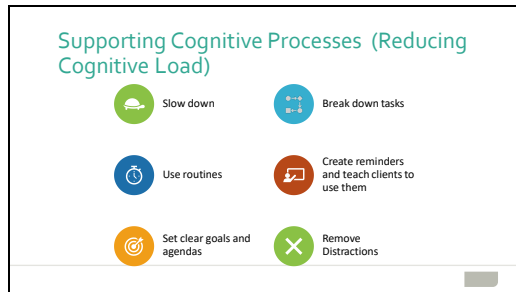 Supporting Cognitive Processes (Reducing
Cognitive Load)
Slow down
Break down tasks
Use routines
Create reminders
and teach clients to
use them
Set clear goals and
agendas
Remove
Distractions